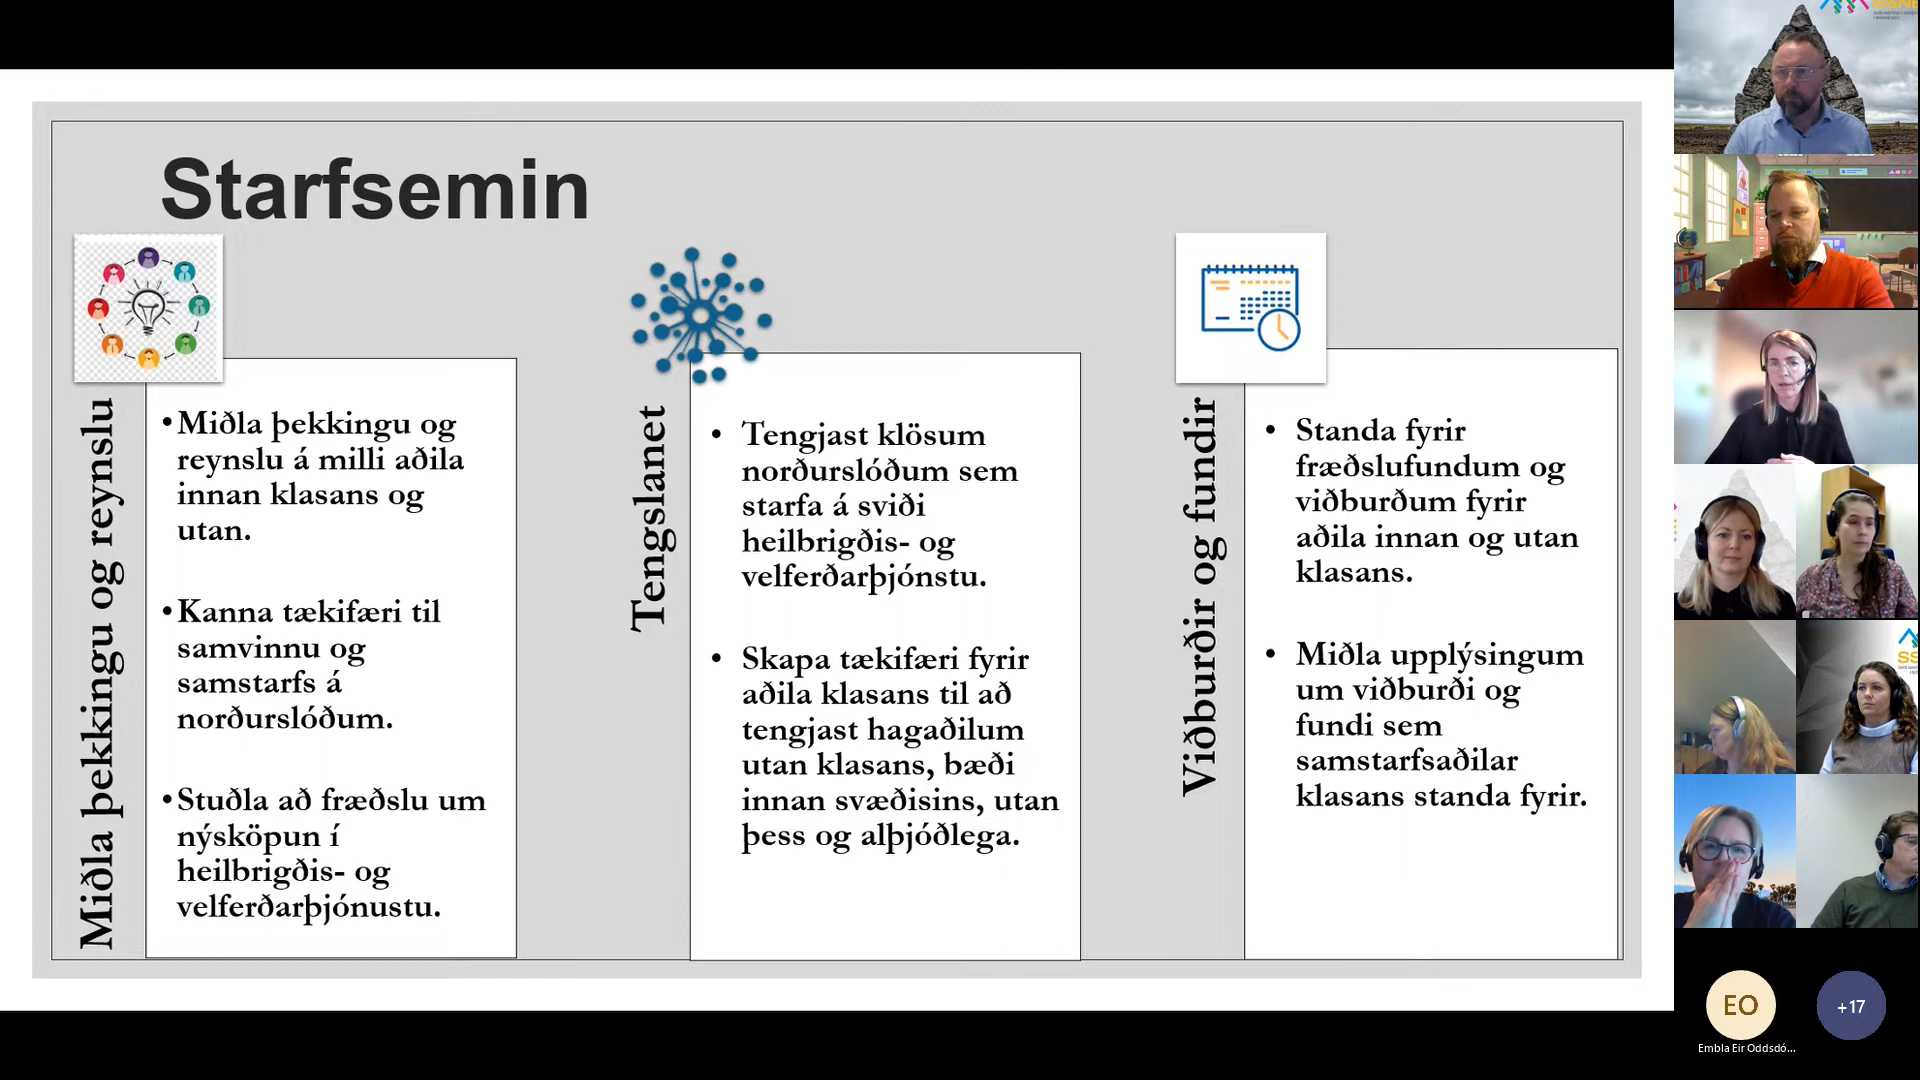 Starfsemin
Miðla þekkingu og reynslu
•Miðla þekkingu og
reynslu á milli aðila
innan klasans og
utan.
•Kanna tækifæri til
samvinnu og
samstarfs á
norðurslóðum.
•Stuðla að fræðslu um
nýsköpun í
heilbrigðis- og
velferðarþjónustu.
Tengslanet
• Tengjast klösum
norðurslóðum sem
starfa á sviði
heilbrigðis- og
velferðarþjónstu.
• Skapa tækifæri fyrir
aðila klasans til að
tengjast hagaðilum
utan klasans, bæði
innan svæðisins, utan
þess og alþjóðlega.
Viðburðir og fundir
• Standa fyrir
fræðslufundum og
viðburðum fyrir
aðila innan og utan
klasans.
• Miðla upplýsingum
um viðburði og
fundi sem
samstarfsaðilar
klasans standa fyrir.
EO
+17
Embla Eir Oddsdó...